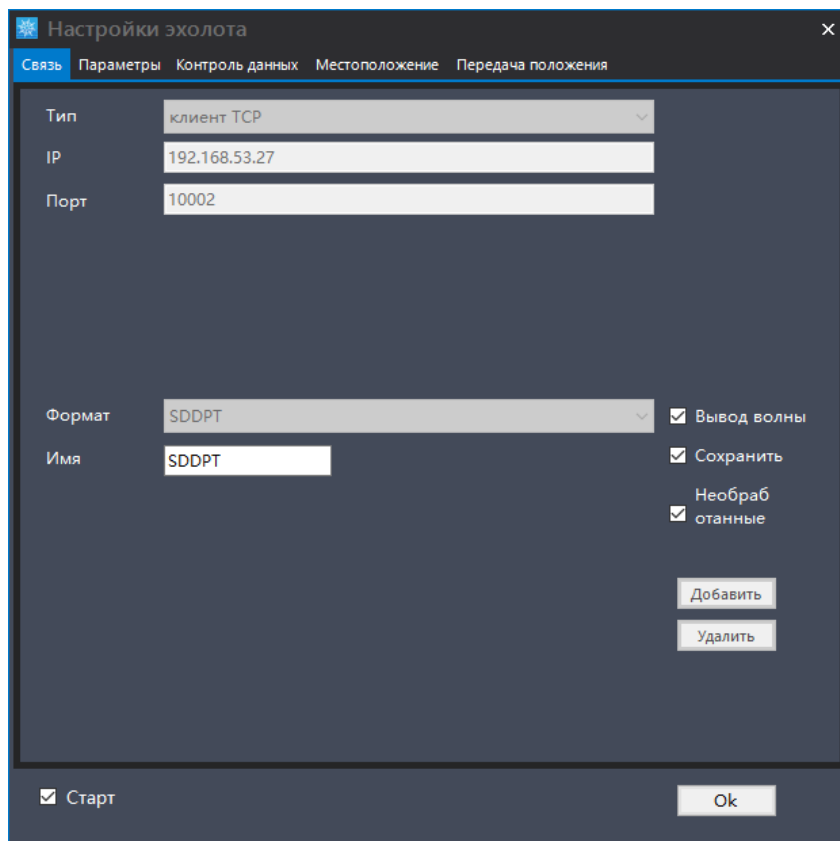 Настройки эхолота
Связь Параметры Контроль данных Местоположение Передача положения
Тип клиент TCP
IP 192.168.53.27
Порт 10002
Формат SDDPT Вывод волны
Имя SDDPT Сохранить
Необраб
отанные
Добавить
Удалить
Старт Ok